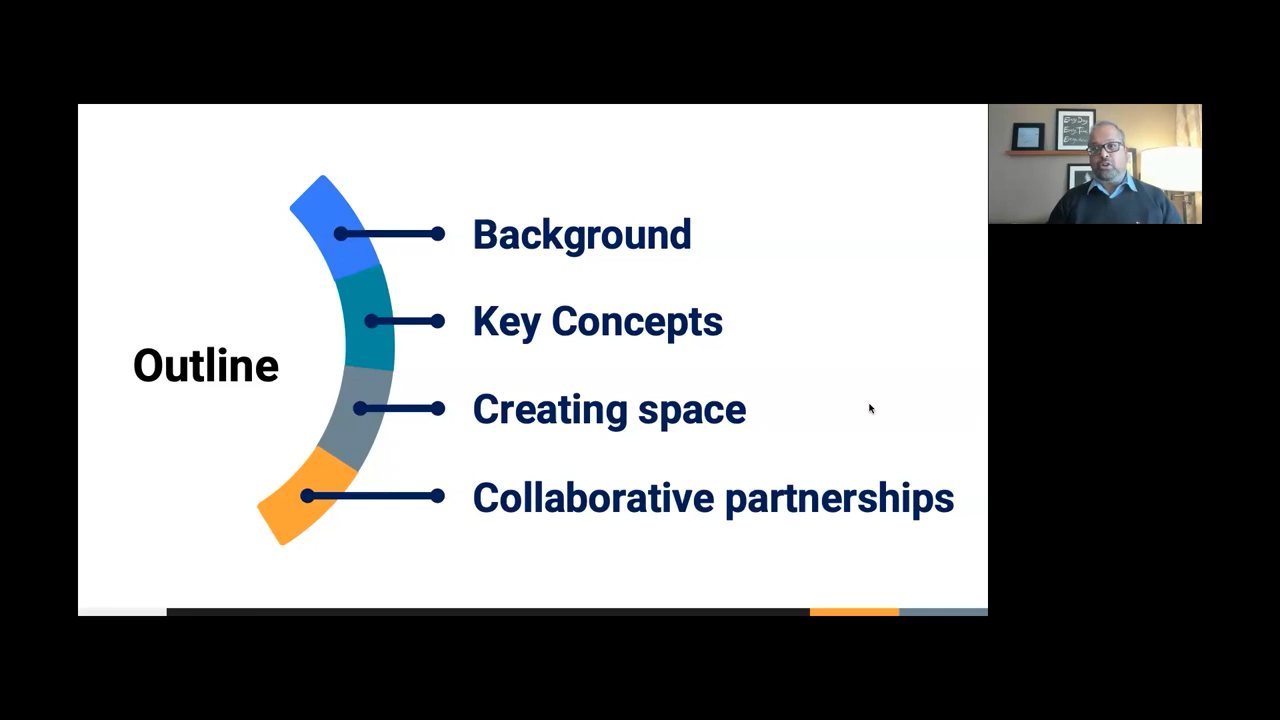 Outline
Background
Key Concepts
Creating space
Collaborative partnerships